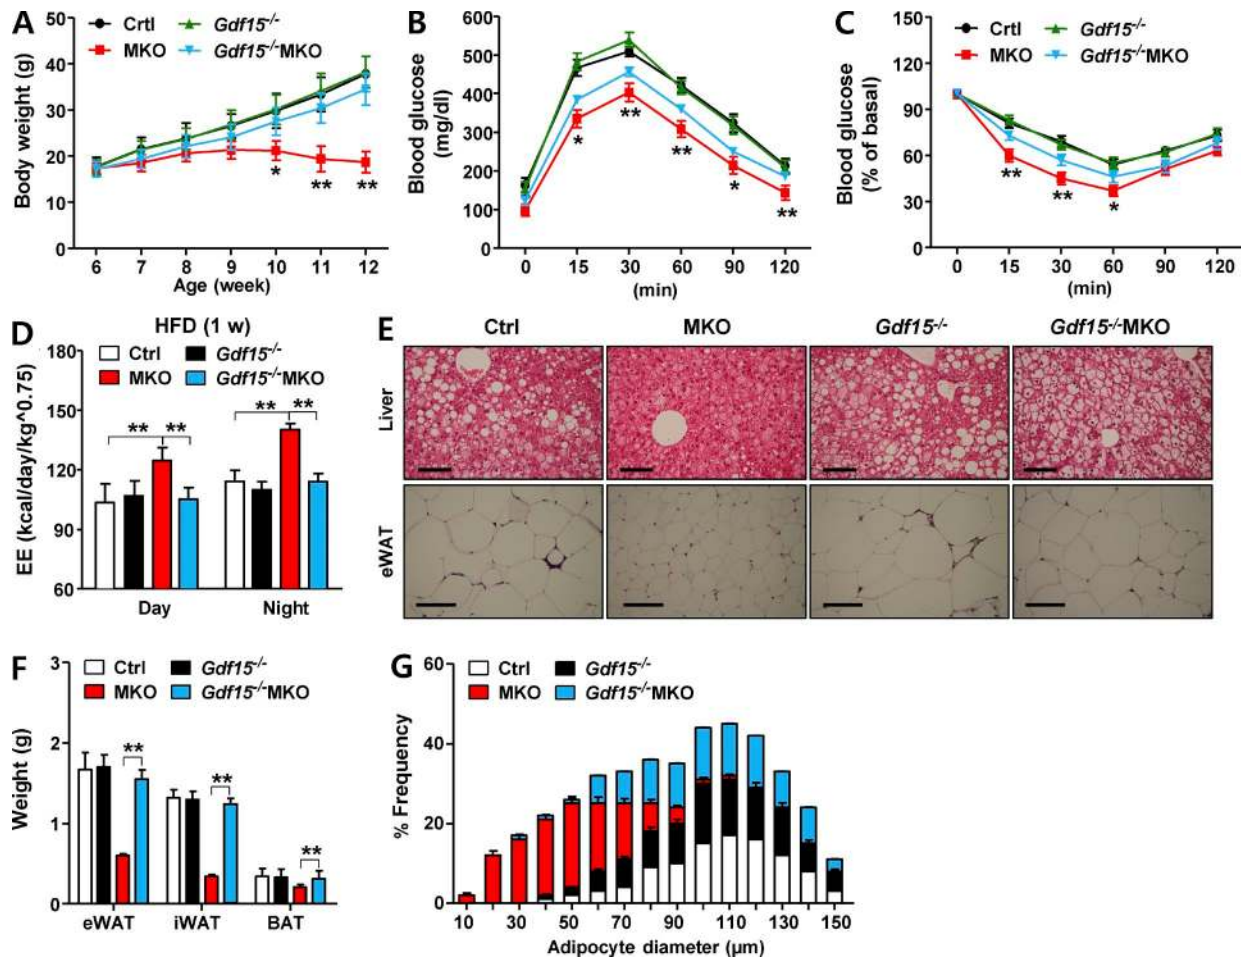 A
Crtl
Gdf15-/-
MKO
Gdf15-/-MKO
Body weight (g)
50
40
30
20
10
0
* ** **
6 7 8 9 10 11 12
Age (week)
B
Crtl
Gdf15-/-
MKO
Gdf15-/-MKO
Blood glucose
(mg/dl)
600
500
400
300
200
100
0
* ** ** * **
0 15 30 60 90 120
(min)
C
Crtl
Gdf15-/-
MKO
Gdf15-/-MKO
Blood glucose
(% of basal)
150
120
90
60
30
0
** ** *
0 15 30 60 90 120
(min)
D
HFD (1 w)
Ctrl
Gdf15-/-
MKO
Gdf15-/-MKO
EE (kcal/day/kg^0.75)
180
150
120
90
60
** ** ** **
Day Night
E
Ctrl MKO Gdf15-/- Gdf15-/-MKO
Liver
eWAT
F
Ctrl
Gdf15-/-
MKO
Gdf15-/-MKO
Weight (g)
3
2
1
0
** ** **
eWAT iWAT BAT
G
Ctrl
Gdf15-/-
MKO
Gdf15-/-MKO
% Frequency
60
40
20
0
10 30 50 70 90 110 130 150
Adipocyte diameter (µm)